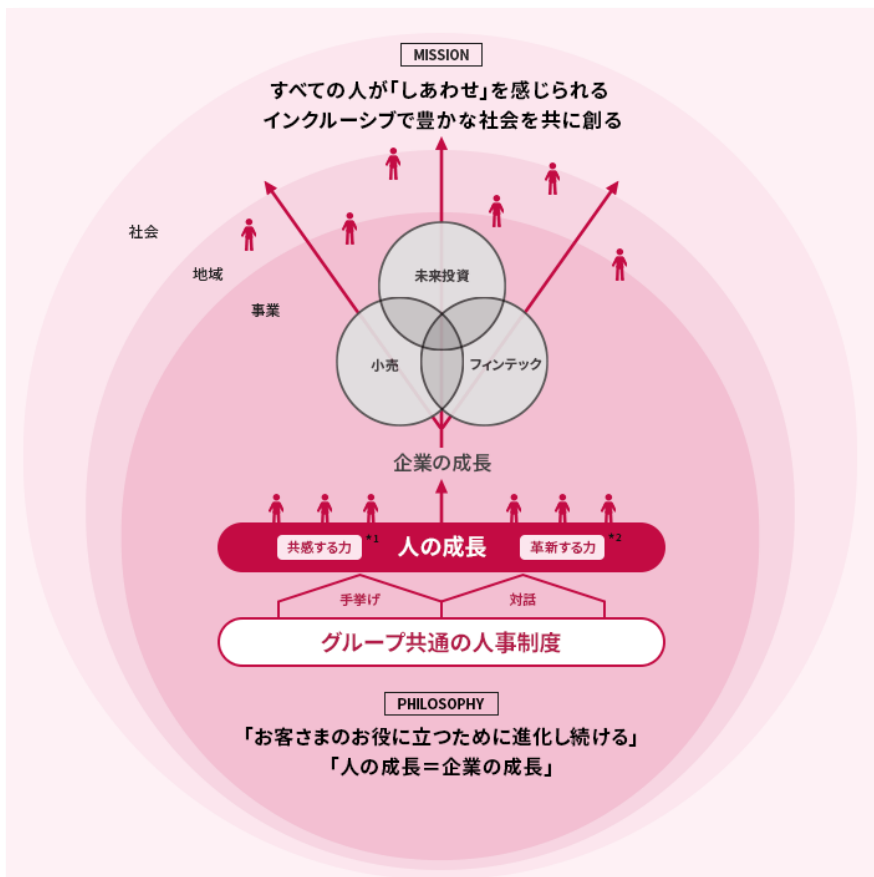 MISSION
すべての人が「しあわせ」を感じられる
インクルーシブで豊かな社会を共に創る
社会
地域
事業
未来投資
小売
フィンテック
企業の成長
共感する力 ★1
人の成長
革新する力 ★2
手挙げ
対話
グループ共通の人事制度
PHILOSOPHY
「お客さまのお役に立つために進化し続ける」
「人の成長＝企業の成長」